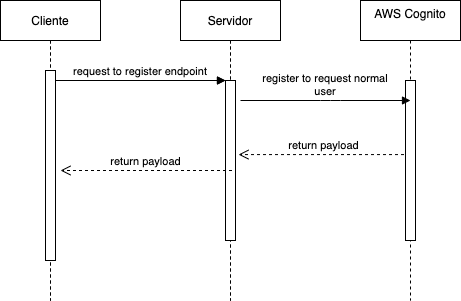 Cliente
Servidor
AWS Cognito
request to register endpoint
register to request normal
user
return payload
return payload